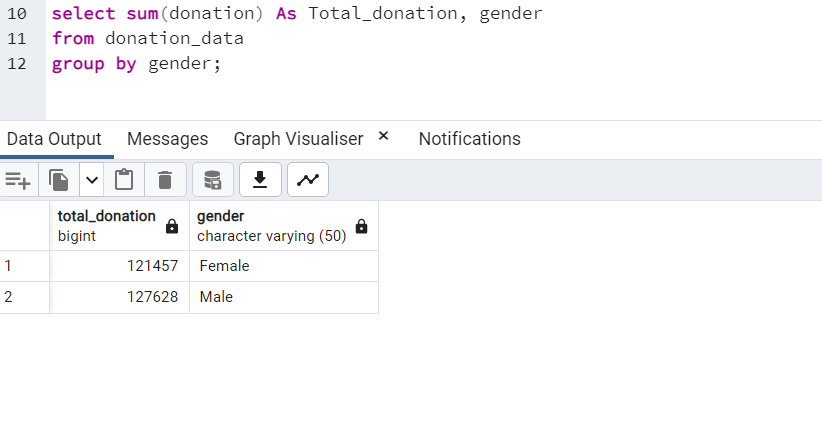 10 select sum(donation) As Total_donation, gender
11 from donation_data
12 group by gender;
Data Output Messages Graph Visualiser × Notifications
total_donation gender
bigint character varying (50)
1 121457 Female
2 127628 Male